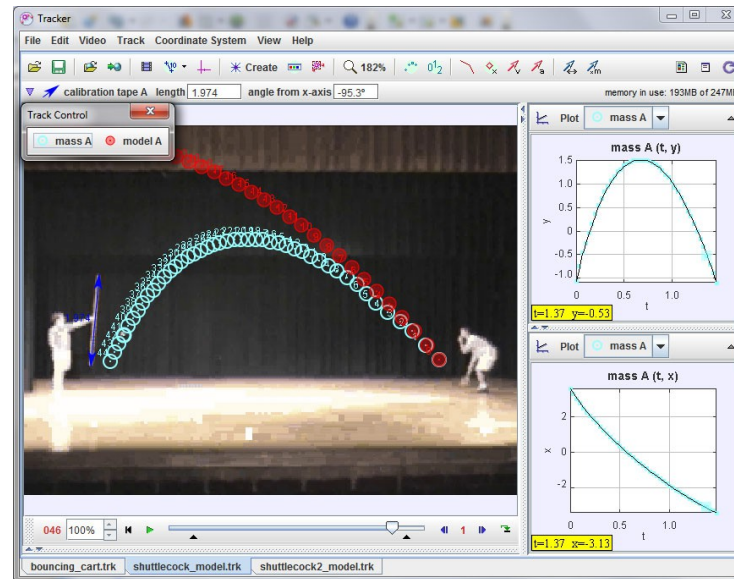 Tracker
File Edit Video Track Coordinate System View Help
Create 182%
calibration tape A length 1.974 angle from x-axis -95.3° memory in use: 193MB of 247MB
Track Control
mass A model A
1.974
Plot mass A
mass A (t, y)
1.5
1.0
0.5
y 0
-0.5
-1.0
0 0.5 1.0
t
t=1.37 y=-0.53
Plot mass A
mass A (t, x)
2
x 0
-2
0 0.5 1.0
t
t=1.37 x=-3.13
046 100% 1
bouncing_cart.trk shuttlecock_model.trk shuttlecock2_model.trk